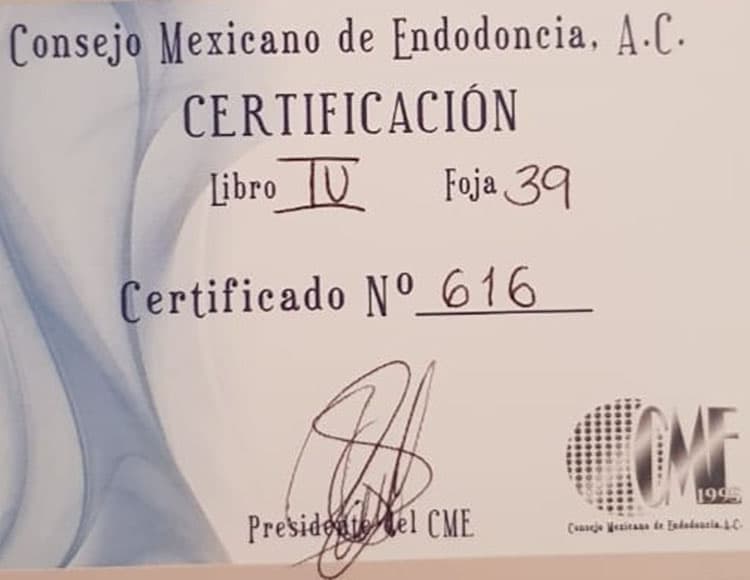 Consejo Mexicano de Endodoncia, A.C.
CERTIFICACIÓN
Libro IV Foja 39
Certificado Nº 616
Presidente del CME
CME
1995
Consejo Mexicano de Endodoncia, A.C.